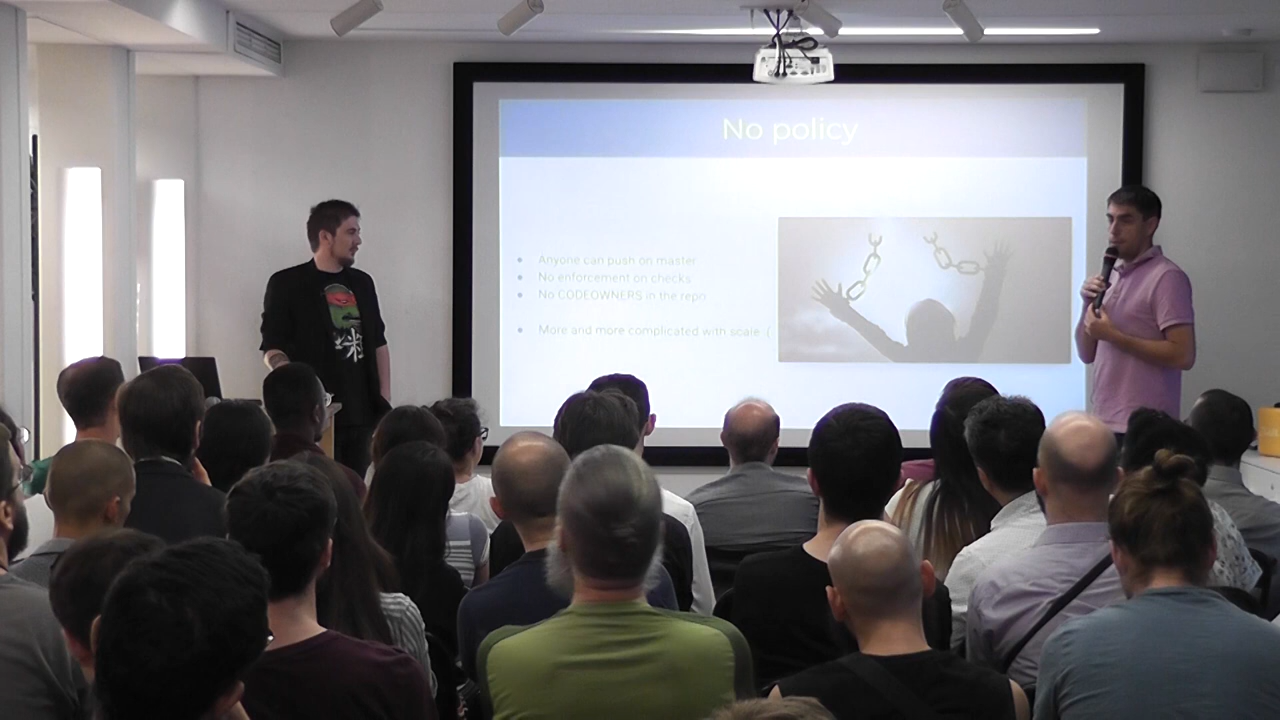 No policy
Anyone can push on master
No enforcement on checks
No CODEOWNERS in the repo
More and more complicated with scale :(